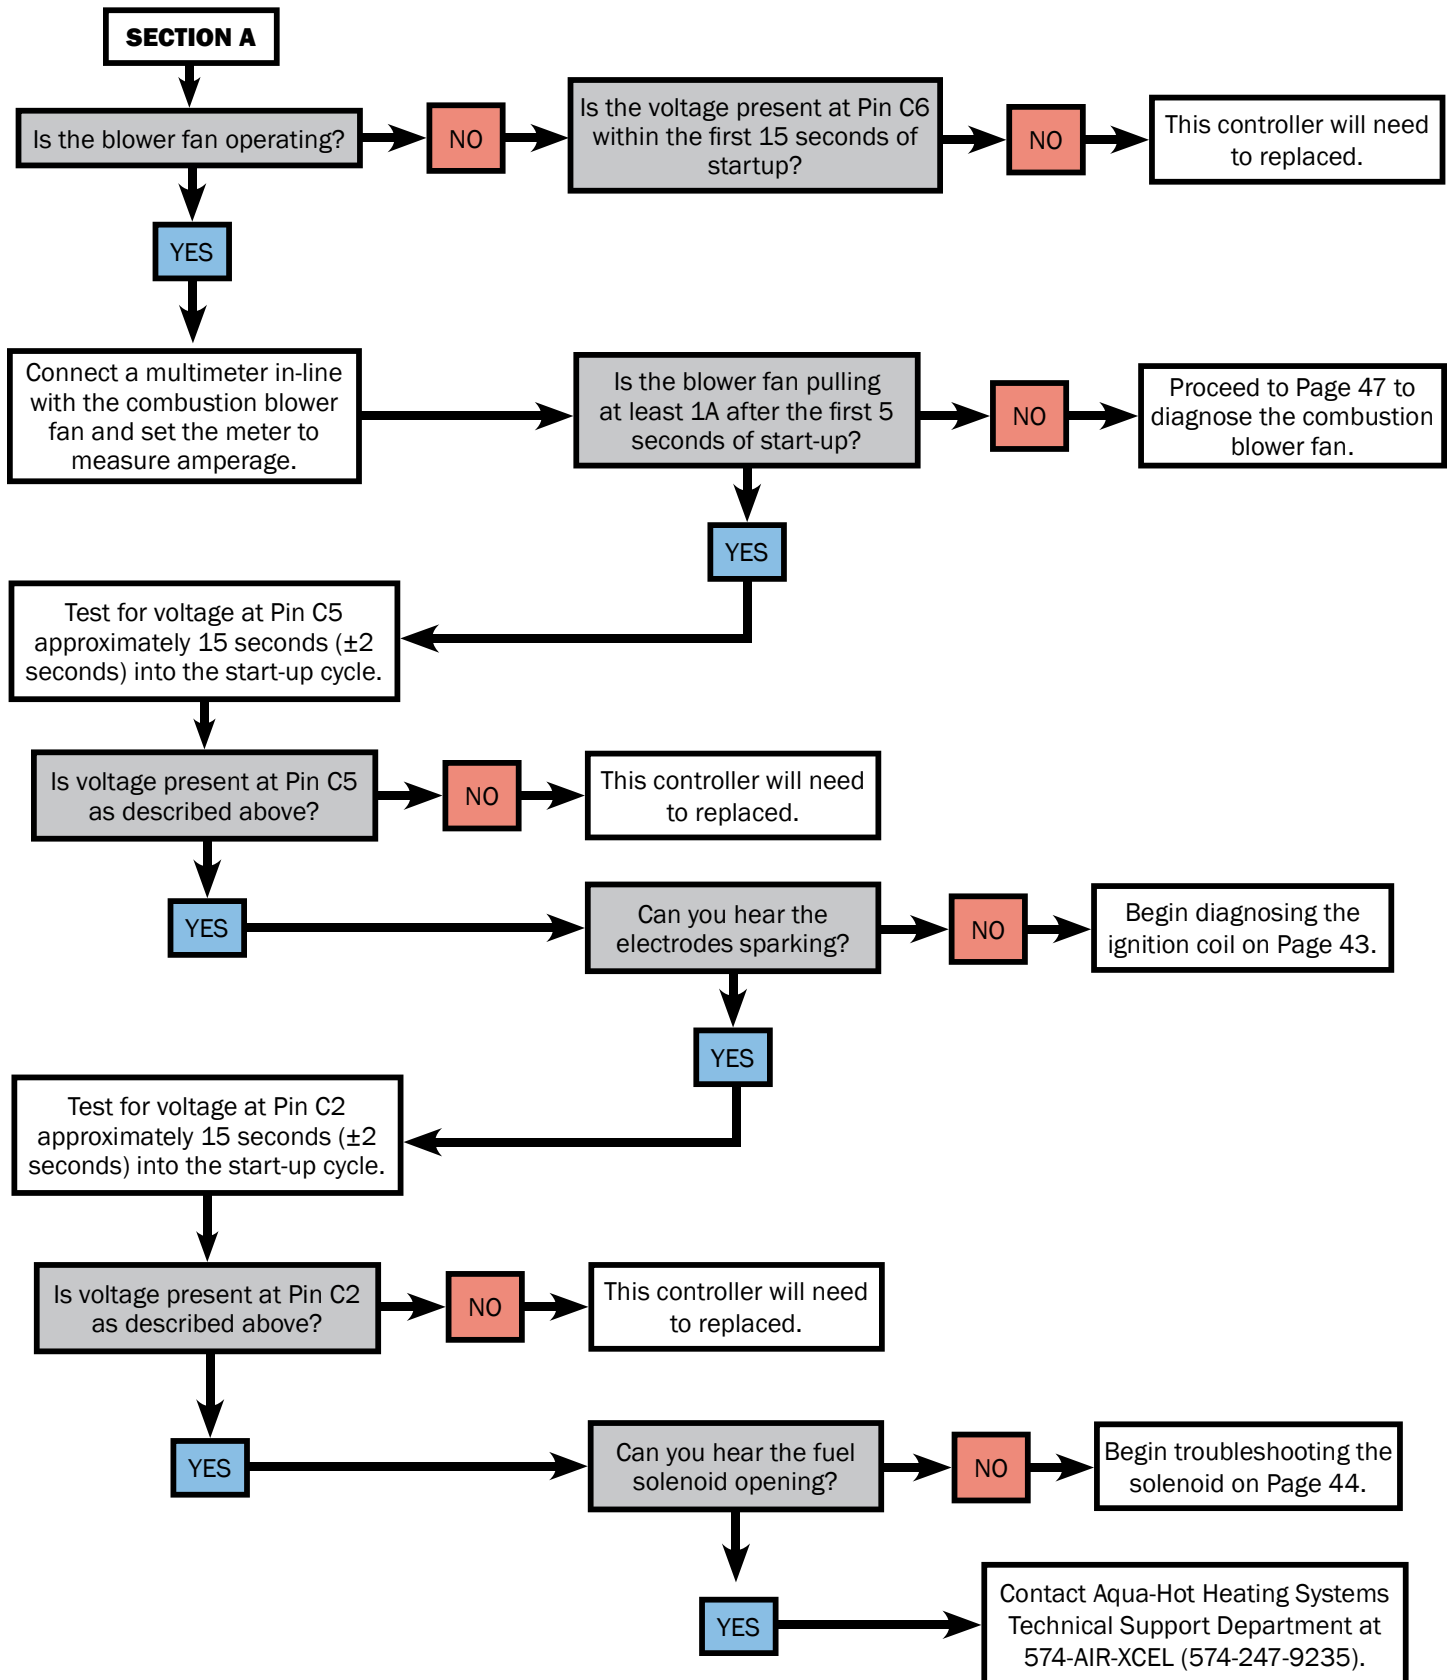 SECTION A
Is the blower fan operating?
NO
Is the voltage present at Pin C6
within the first 15 seconds of
startup?
NO
This controller will need
to replaced.
YES
Connect a multimeter in-line
with the combustion blower
fan and set the meter to
measure amperage.
Is the blower fan pulling
at least 1A after the first 5
seconds of start-up?
NO
Proceed to Page 47 to
diagnose the combustion
blower fan.
YES
Test for voltage at Pin C5
approximately 15 seconds (±2
seconds) into the start-up cycle.
Is voltage present at Pin C5
as described above?
NO
This controller will need
to replaced.
YES
Can you hear the
electrodes sparking?
NO
Begin diagnosing the
ignition coil on Page 43.
YES
Test for voltage at Pin C2
approximately 15 seconds (±2
seconds) into the start-up cycle.
Is voltage present at Pin C2
as described above?
NO
This controller will need
to replaced.
YES
Can you hear the fuel
solenoid opening?
NO
Begin troubleshooting the
solenoid on Page 44.
YES
Contact Aqua-Hot Heating Systems
Technical Support Department at
574-AIR-XCEL (574-247-9235).